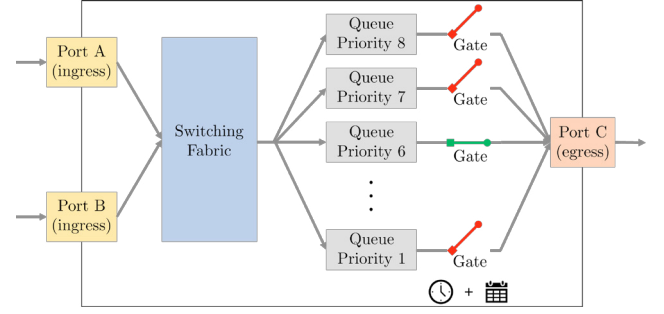 Port A
(ingress)
Port B
(ingress)
Switching
Fabric
Queue
Priority 8
Gate
Queue
Priority 7
Gate
Queue
Priority 6
Gate
Queue
Priority 1
Gate
+
Port C
(egress)